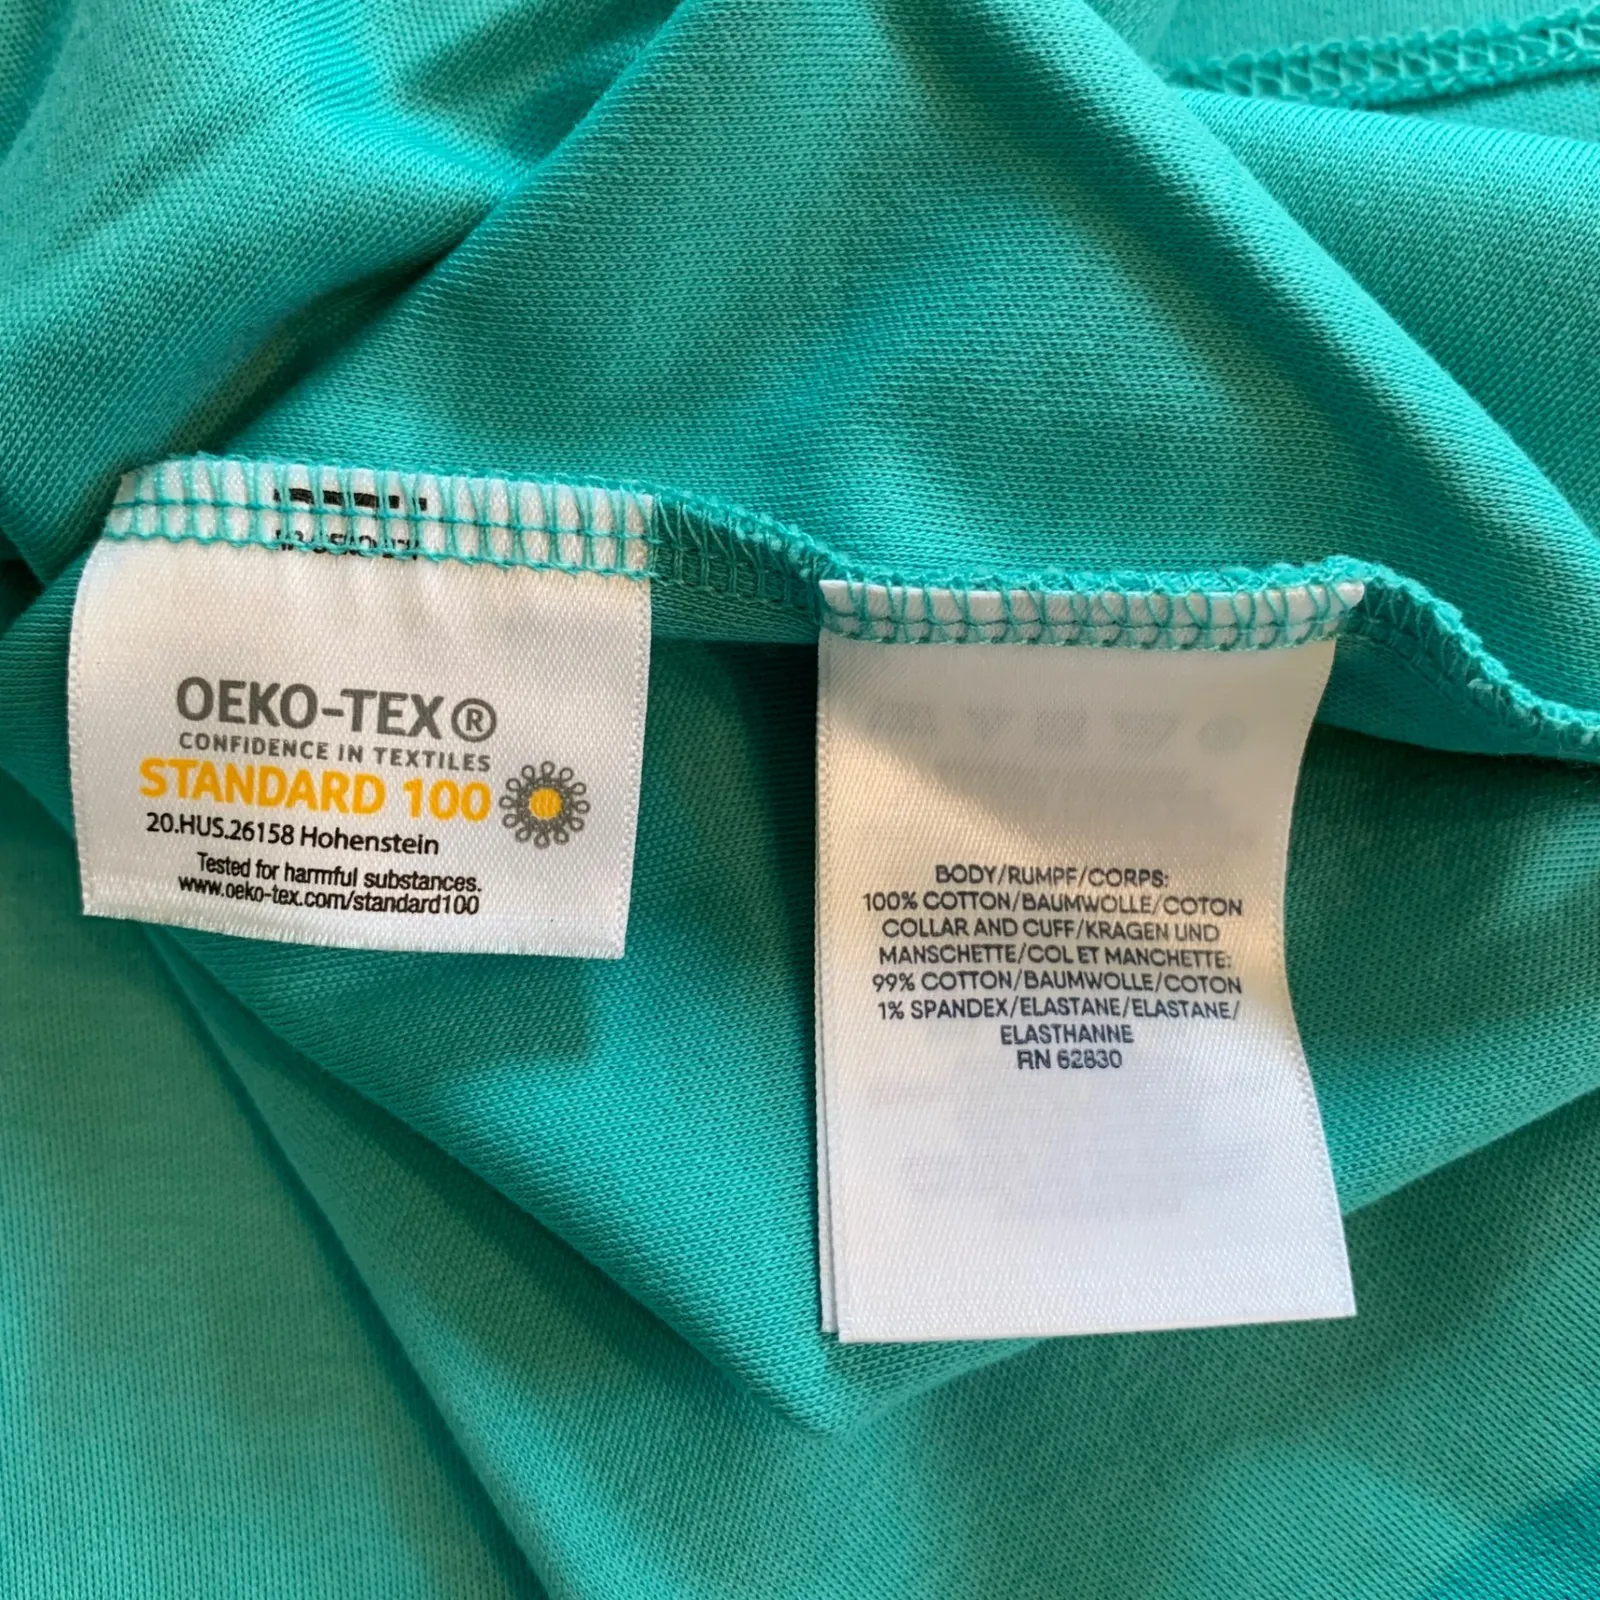 OEKO-TEX®
CONFIDENCE IN TEXTILES
STANDARD 100
20.HUS.26158 Hohenstein
Tested for harmful substances.
www.oeko-tex.com/standard100
BODY/RUMPF/CORPS:
100% COTTON/BAUMWOLLE/COTON
COLLAR AND CUFF/KRAGEN UND
MANSCHETTE/COL ET MANCHETTE:
99% COTTON/BAUMWOLLE/COTON
1% SPANDEX/ELASTANE/ELASTANE/
ELASTHANNE
RN 62830